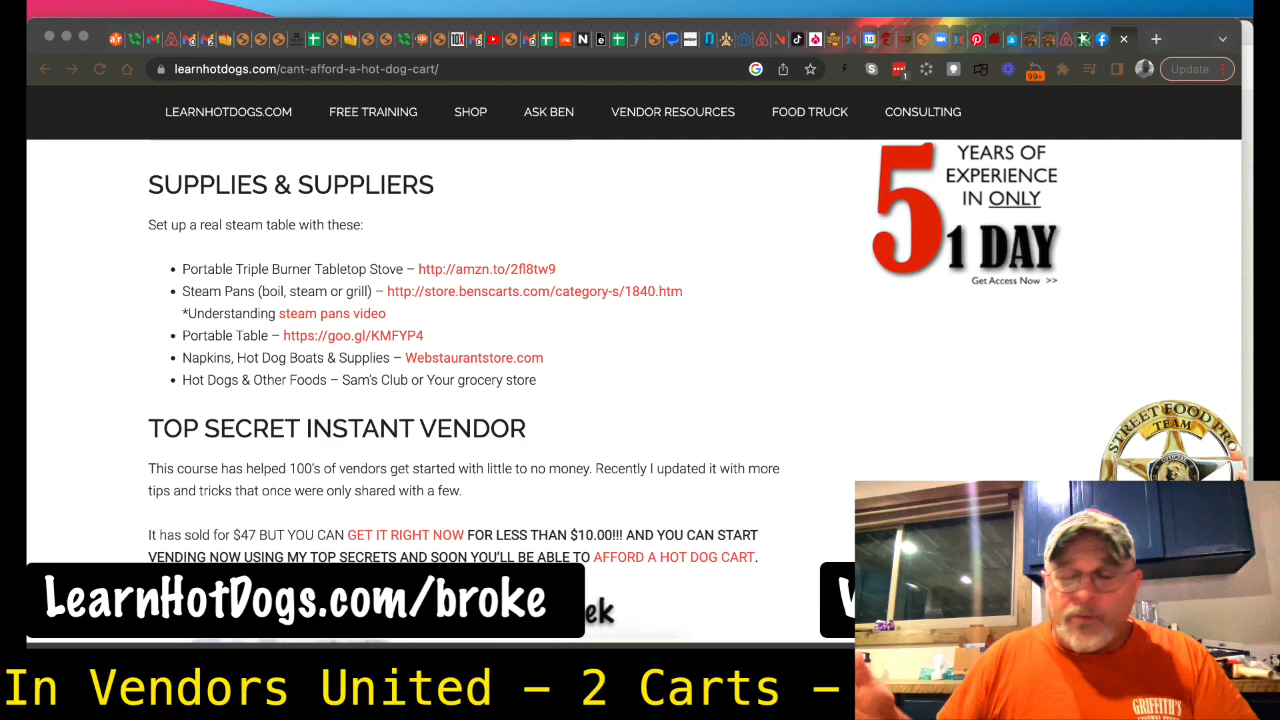 learnhotdogs.com/cant-afford-a-hot-dog-cart/
Update
LEARNHOTDOGS.COM FREE TRAINING SHOP ASK BEN VENDOR RESOURCES FOOD TRUCK CONSULTING
SUPPLIES & SUPPLIERS
Set up a real steam table with these:
• Portable Triple Burner Tabletop Stove – http://amzn.to/2fl8tw9
• Steam Pans (boil, steam or grill) – http://store.benscarts.com/category-s/1840.htm
*Understanding steam pans video
• Portable Table – https://goo.gl/KMFYP4
• Napkins, Hot Dog Boats & Supplies – Webstaurantstore.com
• Hot Dogs & Other Foods – Sam's Club or Your grocery store
TOP SECRET INSTANT VENDOR
This course has helped 100's of vendors get started with little to no money. Recently I updated it with more
tips and tricks that once were only shared with a few.
It has sold for $47 BUT YOU CAN GET IT RIGHT NOW FOR LESS THAN $10.00!!! AND YOU CAN START
VENDING NOW USING MY TOP SECRETS AND SOON YOU'LL BE ABLE TO AFFORD A HOT DOG CART.
5 YEARS OF
EXPERIENCE
IN ONLY
1 DAY
Get Access Now >>
STREET FOOD PRO
TEAM
LearnHotDogs.com/broke
ek
In Vendors United – 2 Carts –
GRIFFITH'S